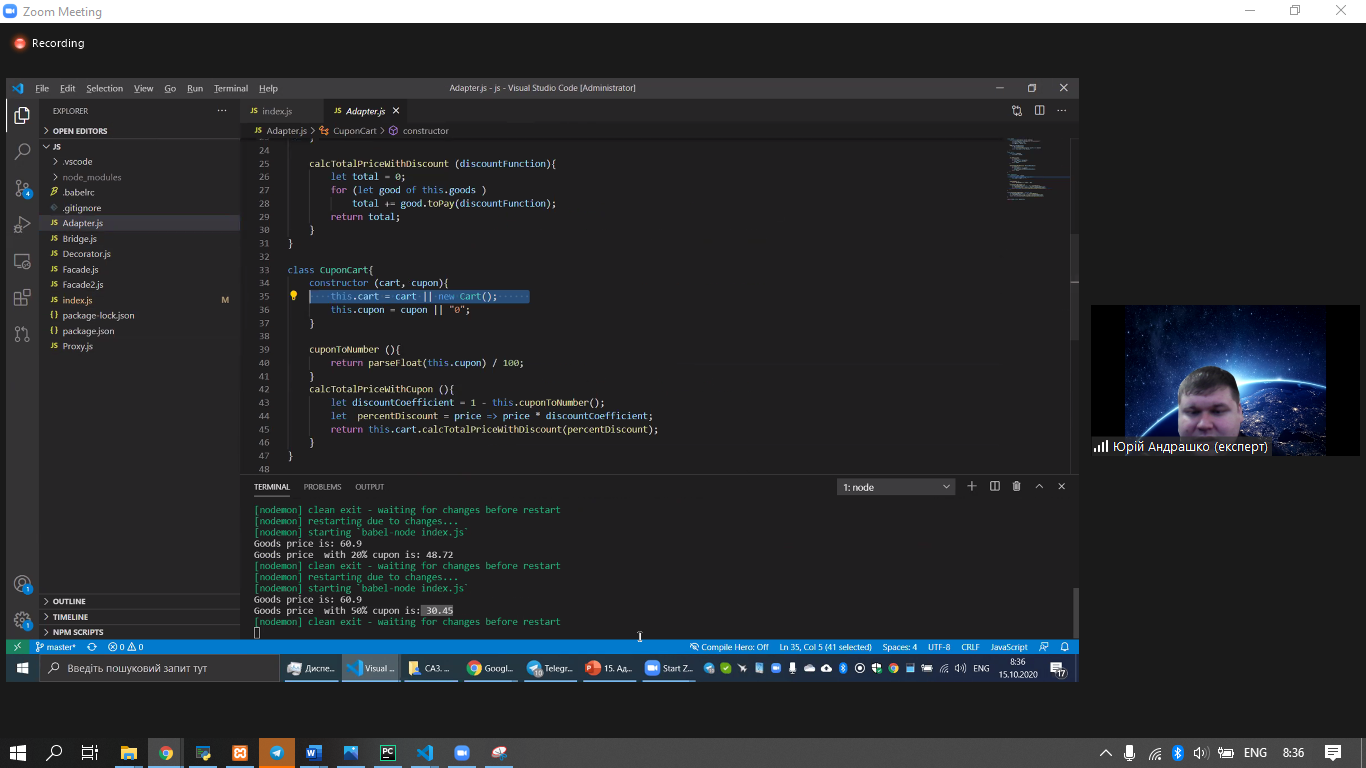 Zoom Meeting
Recording
File Edit Selection View Go Run Terminal Help
Adapter.js - js - Visual Studio Code [Administrator]
EXPLORER
OPEN EDITORS
JS
.vscode
node_modules
.babelrc
.gitignore
JS Adapter.js
JS Bridge.js
JS Decorator.js
JS Facade.js
JS Facade2.js
JS index.js M
{} package-lock.json
{} package.json
JS Proxy.js
OUTLINE
TIMELINE
NPM SCRIPTS
JS index.js JS Adapter.js
JS Adapter.js > CuponCart > constructor
24
25 calcTotalPriceWithDiscount (discountFunction){
26 let total = 0;
27 for (let good of this.goods )
28 total += good.toPay(discountFunction);
29 return total;
30 }
31 }
32
33 class CuponCart{
34 constructor (cart, cupon){
35 this.cart = cart || new Cart();
36 this.cupon = cupon || "0";
37 }
38
39 cuponToNumber (){
40 return parseFloat(this.cupon) / 100;
41 }
42 calcTotalPriceWithCupon (){
43 let discountCoefficient = 1 - this.cuponToNumber();
44 let percentDiscount = price => price * discountCoefficient;
45 return this.cart.calcTotalPriceWithDiscount(percentDiscount);
46 }
47 }
48
TERMINAL PROBLEMS OUTPUT 1: node
[nodemon] clean exit - waiting for changes before restart
[nodemon] restarting due to changes...
[nodemon] starting `babel-node index.js`
Goods price is: 60.9
Goods price with 20% cupon is: 48.72
[nodemon] clean exit - waiting for changes before restart
[nodemon] restarting due to changes...
[nodemon] starting `babel-node index.js`
Goods price is: 60.9
Goods price with 50% cupon is: 30.45
[nodemon] clean exit - waiting for changes before restart
master* 0 0 Compile Hero: Off Ln 35, Col 5 (41 selected) Spaces: 4 UTF-8 CRLF JavaScript
Введіть пошуковий запит тут Диспе... Visual ... CA3. ... Googl... Telegr... 15. Ад... Start Z... ENG 8:36
15.10.2020 17
Юрій Андрашко (експерт)
ENG 8:36